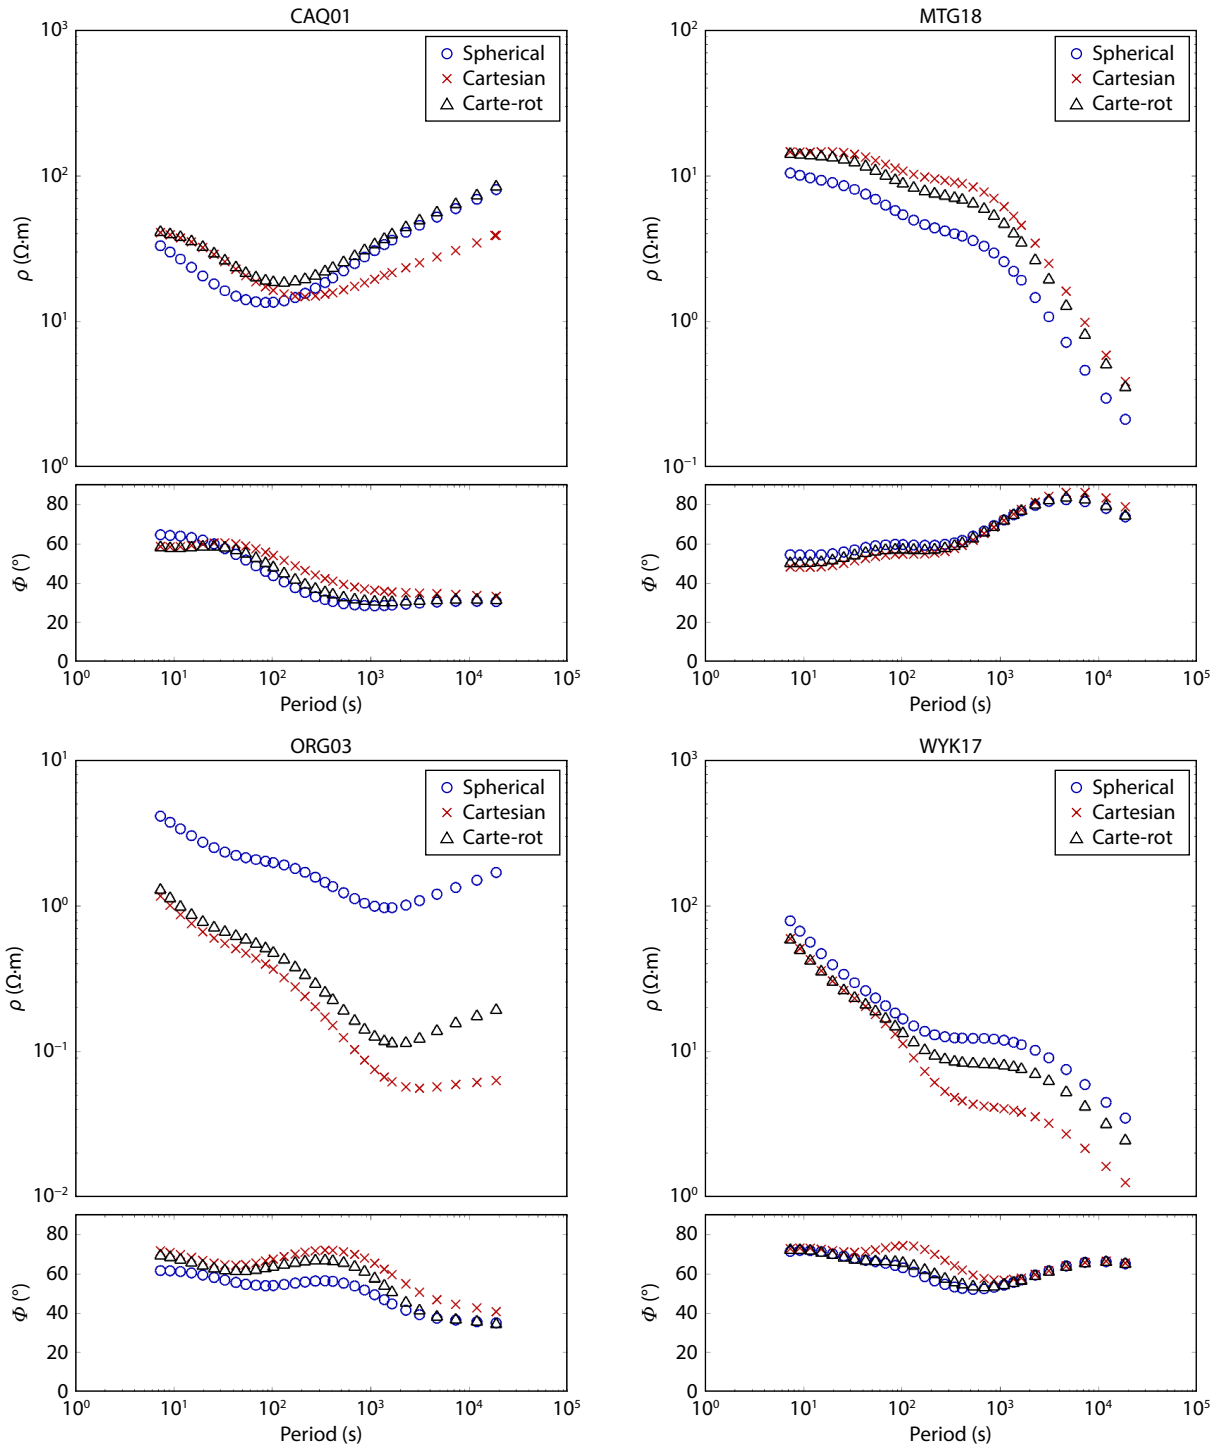 CAQ01
10³
10²
10¹
10⁰
ρ (Ω·m)
Spherical
Cartesian
Carte-rot
80
60
40
20
0
Φ (°)
10⁰ 10¹ 10² 10³ 10⁴ 10⁵
Period (s)
MTG18
10²
10¹
10⁰
10⁻¹
ρ (Ω·m)
Spherical
Cartesian
Carte-rot
80
60
40
20
0
Φ (°)
10⁰ 10¹ 10² 10³ 10⁴ 10⁵
Period (s)
ORG03
10¹
10⁰
10⁻¹
10⁻²
ρ (Ω·m)
Spherical
Cartesian
Carte-rot
80
60
40
20
0
Φ (°)
10⁰ 10¹ 10² 10³ 10⁴ 10⁵
Period (s)
WYK17
10³
10²
10¹
10⁰
ρ (Ω·m)
Spherical
Cartesian
Carte-rot
80
60
40
20
0
Φ (°)
10⁰ 10¹ 10² 10³ 10⁴ 10⁵
Period (s)